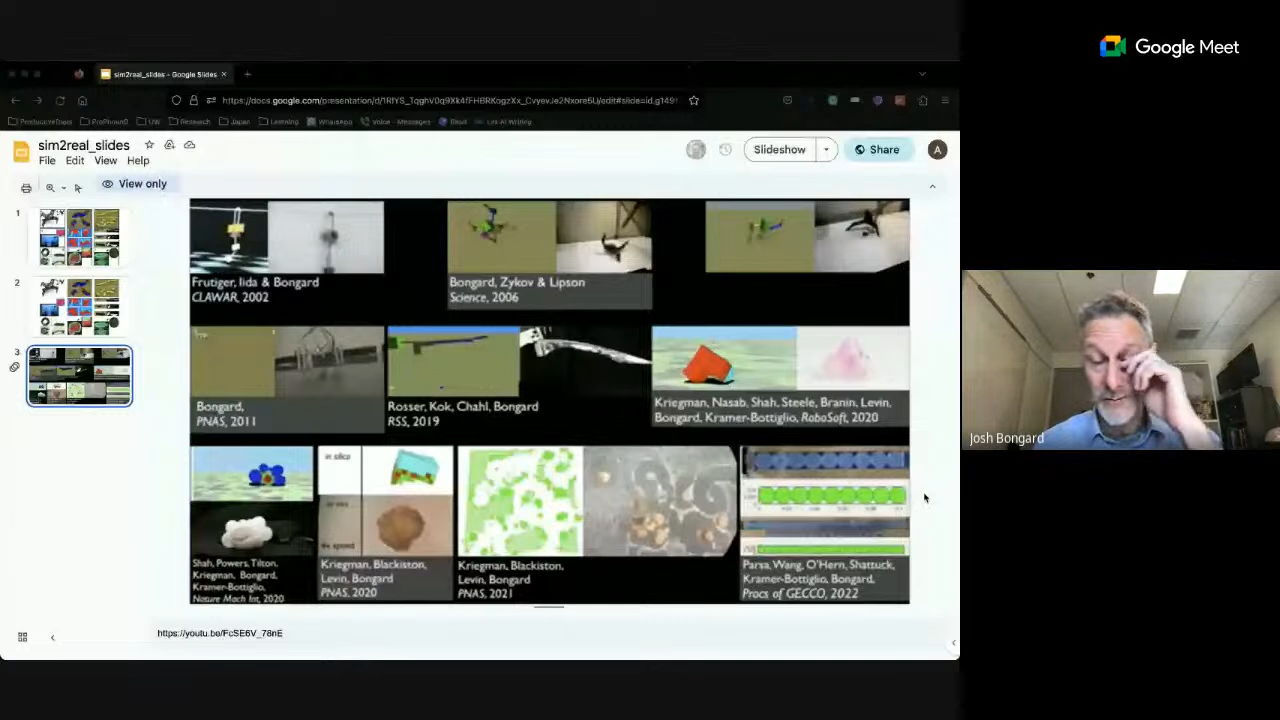 Google Meet
sim2real_slides - Google Slides
sim2real_slides
File Edit View Help
Slideshow
Share
A
View only
1
2
3
Frutiger, Iida & Bongard
CLAWAR, 2002
Bongard, Zykov & Lipson
Science, 2006
Bongard,
PNAS, 2011
Rosser, Kok, Chahl, Bongard
RSS, 2019
Kriegman, Nasab, Shah, Steele, Branin, Levin,
Bongard, Kramer-Bottiglio, RoboSoft, 2020
in silico
Shah, Powers, Tilton,
Kriegman, Bongard,
Kramer-Bottiglio,
Nature Mach Int, 2020
Kriegman, Blackiston,
Levin, Bongard
PNAS, 2020
Kriegman, Blackiston,
Levin, Bongard
PNAS, 2021
Parsa, Wang, O'Hern, Shattuck,
Kramer-Bottiglio, Bongard,
Procs of GECCO, 2022
https://youtu.be/FcSE6V_78nE
Josh Bongard